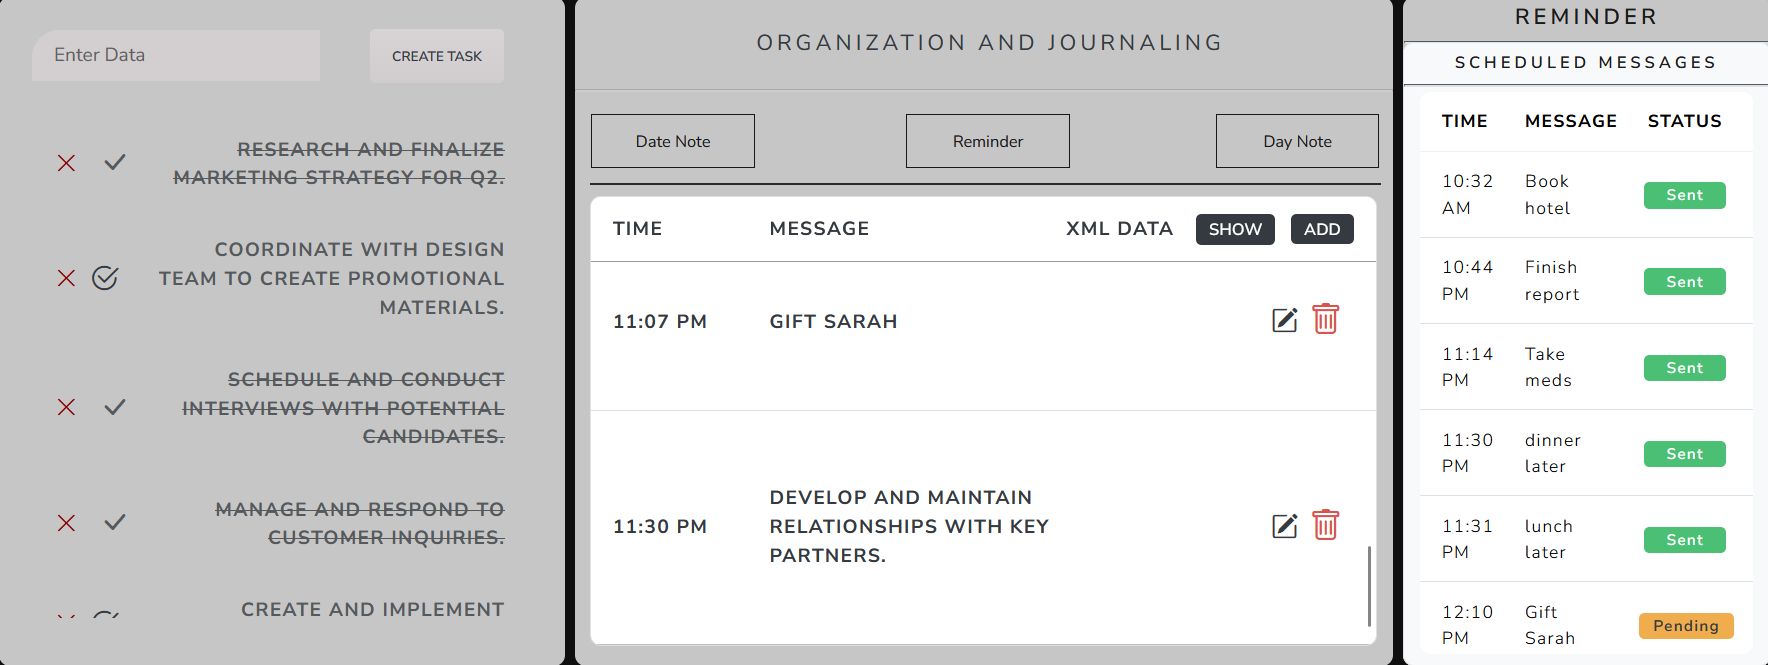 Enter Data
CREATE TASK
RESEARCH AND FINALIZE
MARKETING STRATEGY FOR Q2.
COORDINATE WITH DESIGN
TEAM TO CREATE PROMOTIONAL
MATERIALS.
SCHEDULE AND CONDUCT
INTERVIEWS WITH POTENTIAL
CANDIDATES.
MANAGE AND RESPOND TO
CUSTOMER INQUIRIES.
CREATE AND IMPLEMENT
ORGANIZATION AND JOURNALING
Date Note
Reminder
Day Note
TIME MESSAGE XML DATA SHOW ADD
11:07 PM GIFT SARAH
11:30 PM
DEVELOP AND MAINTAIN
RELATIONSHIPS WITH KEY
PARTNERS.
REMINDER
SCHEDULED MESSAGES
TIME MESSAGE STATUS
10:32 Book
AM hotel
Sent
10:44 Finish
PM report
Sent
11:14 Take
PM meds
Sent
11:30 dinner
PM later
Sent
11:31 lunch
PM later
Sent
12:10 Gift
PM Sarah
Pending